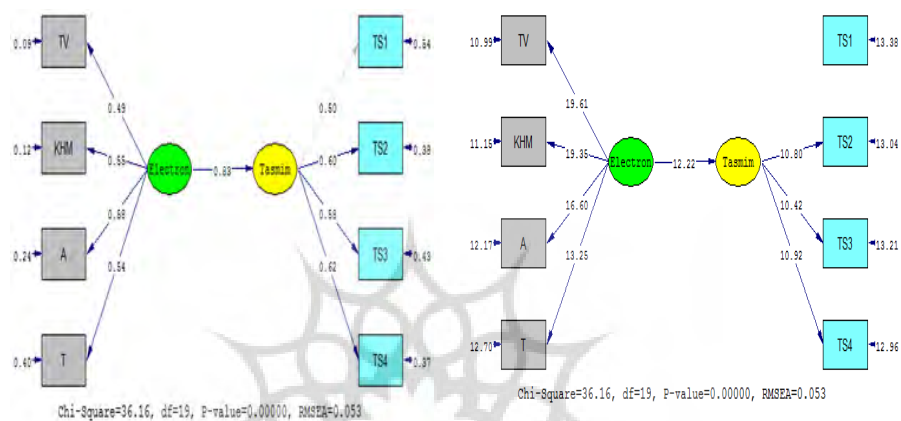 TV
0.09
TS1
0.54
0.49
0.60
KHM
0.12
0.55
Electron
0.83
Tasmim
0.60
TS2
0.38
A
0.24
0.58
TS3
0.43
T
0.40
0.54
0.62
TS4
0.37
Chi-Square=36.16, df=19, P-value=0.00000, RMSEA=0.053
TV
10.99
TS1
13.38
19.61
KHM
11.15
19.35
Electron
12.22
Tasmim
10.80
TS2
13.04
A
12.17
16.60
10.42
TS3
13.21
T
12.70
13.25
10.92
TS4
12.96
Chi-Square=36.16, df=19, P-value=0.00000, RMSEA=0.053